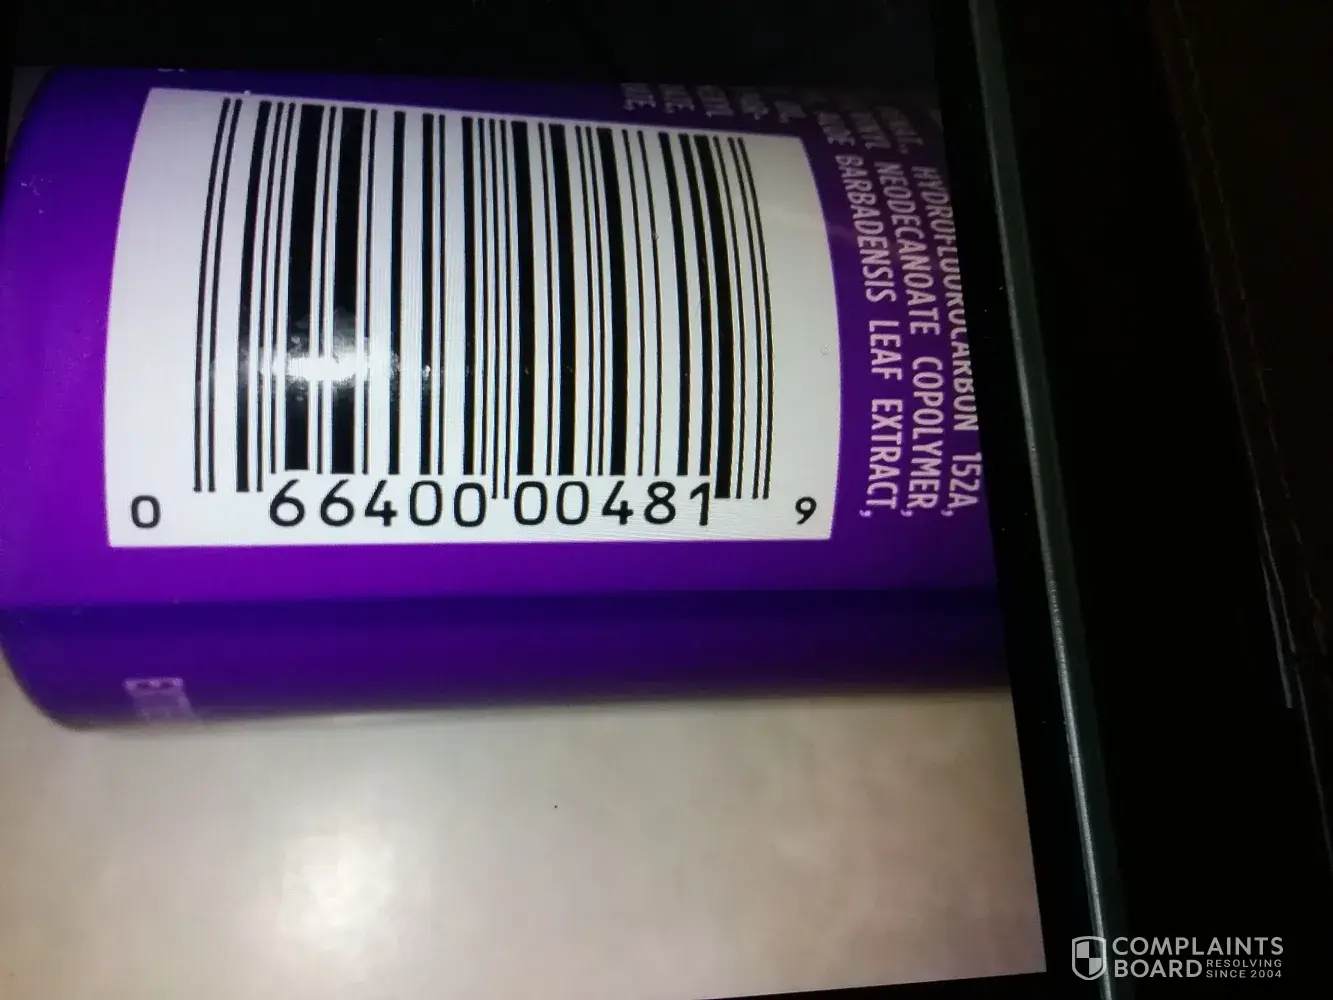 0 66400 00481 9
HYDROFLUOROCARBON 152A,
NEODECANOATE COPOLYMER,
BARBADENSIS LEAF EXTRACT,
COMPLAINTS
BOARD RESOLVING
SINCE 2004